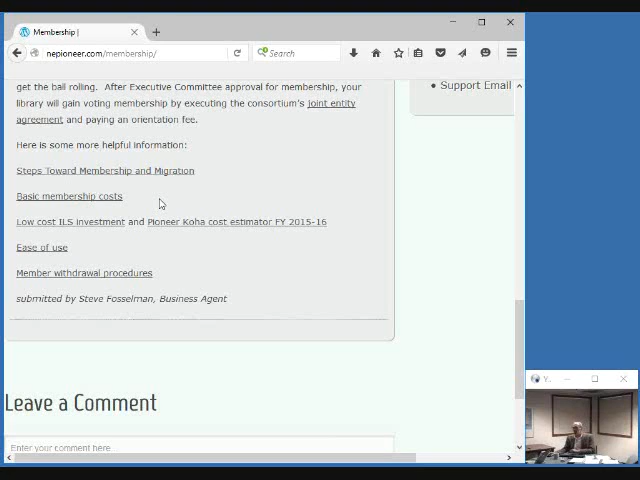 Membership |
nepioneer.com/membership/
Search
get the ball rolling. After Executive Committee approval for membership, your
library will gain voting membership by executing the consortium's joint entity
agreement and paying an orientation fee.
Here is some more helpful information:
Steps Toward Membership and Migration
Basic membership costs
Low cost ILS investment and Pioneer Koha cost estimator FY 2015-16
Ease of use
Member withdrawal procedures
submitted by Steve Fosselman, Business Agent
Support Email
Leave a Comment
Enter your comment here